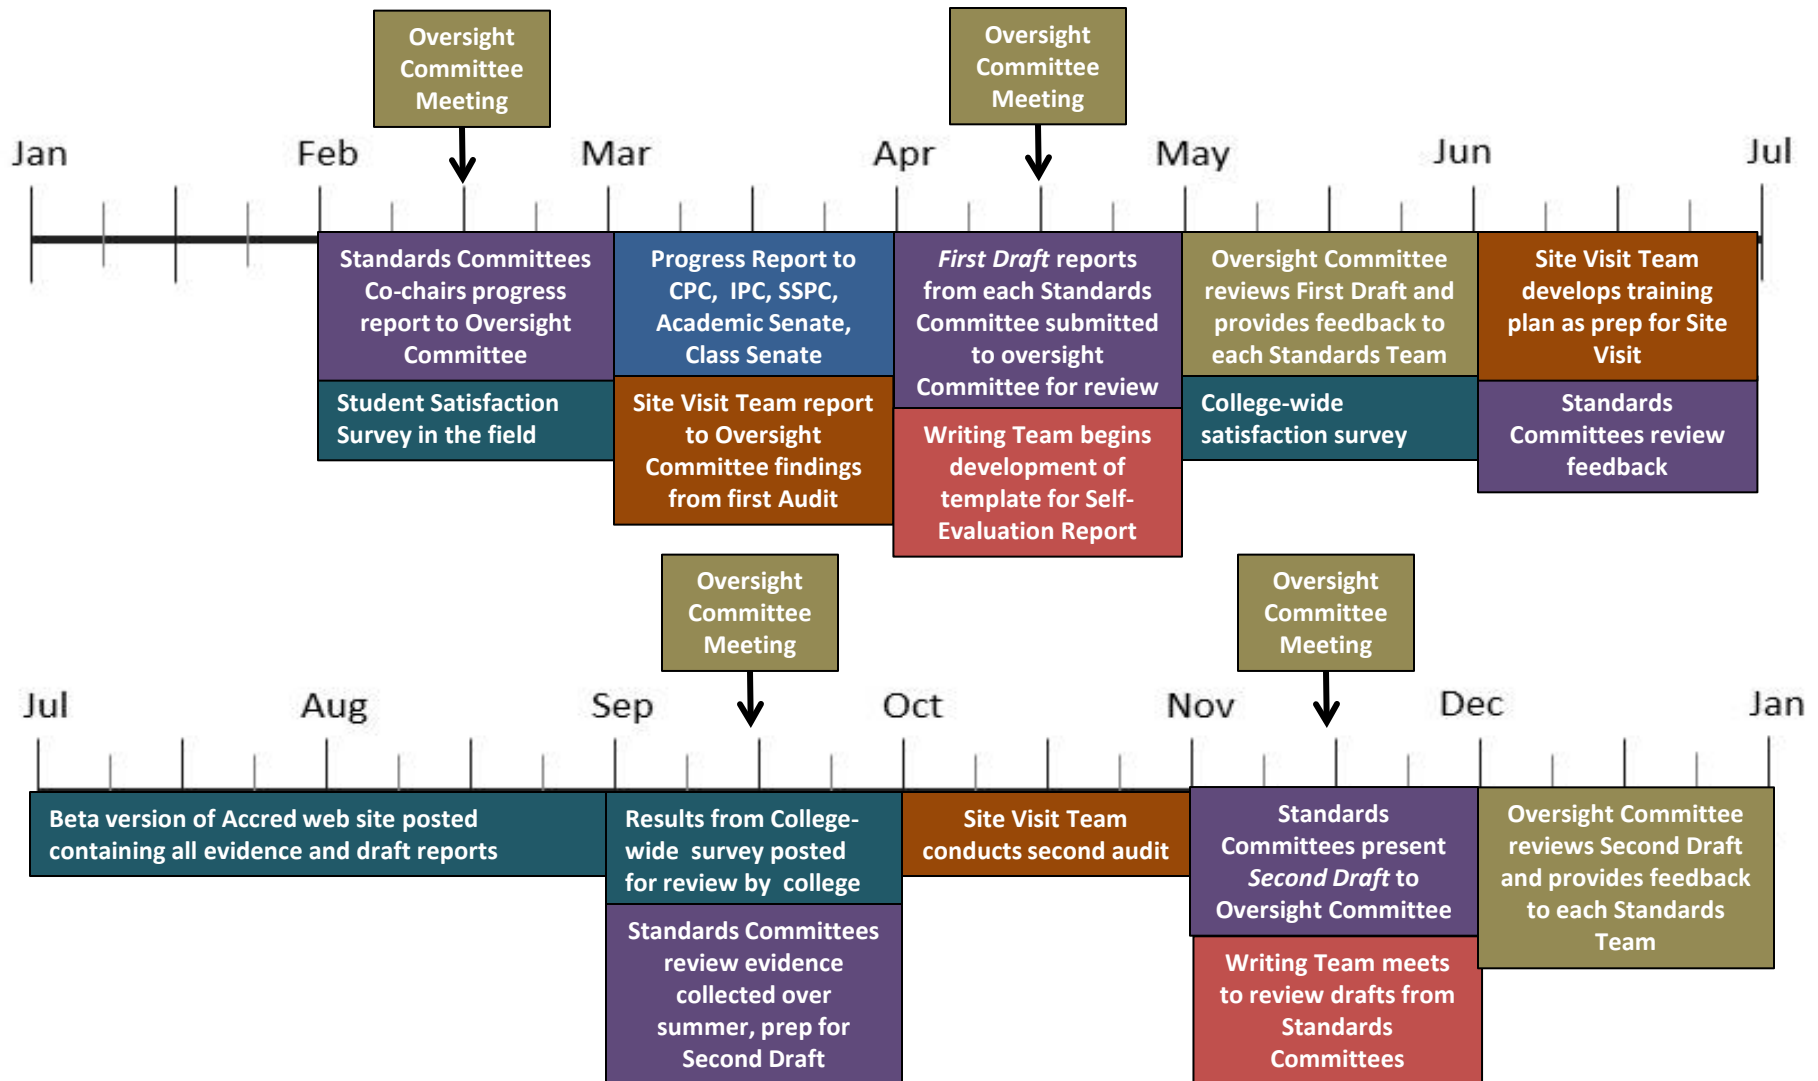 Oversight
Committee
Meeting
Oversight
Committee
Meeting
Jan
Feb
Mar
Apr
May
Jun
Jul
Standards Committees
Co-chairs progress
report to Oversight
Committee
Student Satisfaction
Survey in the field
Progress Report to
CPC, IPC, SSPC,
Academic Senate,
Class Senate
Site Visit Team report
to Oversight
Committee findings
from first Audit
First Draft reports
from each Standards
Committee submitted
to oversight
Committee for review
Writing Team begins
development of
template for Self-
Evaluation Report
Oversight Committee
reviews First Draft and
provides feedback to
each Standards Team
College-wide
satisfaction survey
Site Visit Team
develops training
plan as prep for Site
Visit
Standards
Committees review
feedback
Oversight
Committee
Meeting
Oversight
Committee
Meeting
Jul
Aug
Sep
Oct
Nov
Dec
Jan
Beta version of Accred web site posted
containing all evidence and draft reports
Results from College-
wide survey posted
for review by college
Standards Committees
review evidence
collected over
summer, prep for
Second Draft
Site Visit Team
conducts second audit
Standards
Committees present
Second Draft to
Oversight Committee
Writing Team meets
to review drafts from
Standards
Committees
Oversight Committee
reviews Second Draft
and provides feedback
to each Standards
Team